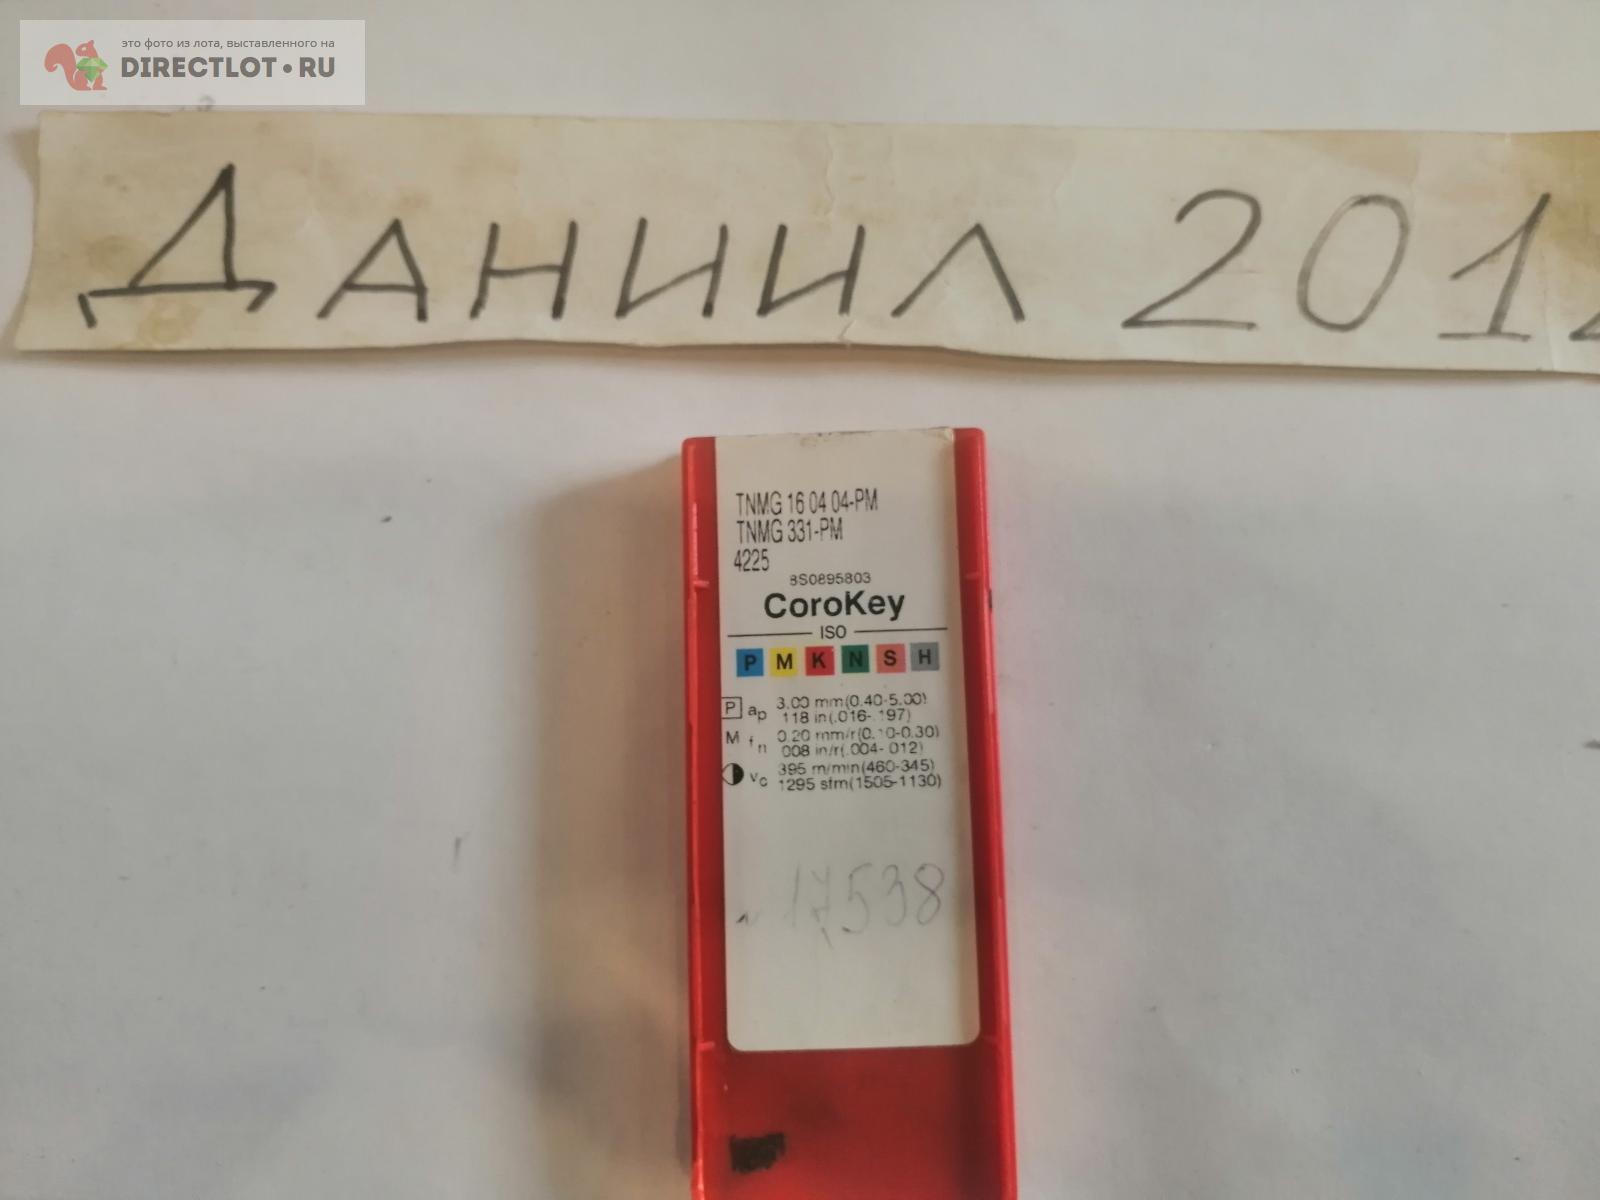 это фото из лота, выставленного на
DIRECTLOT•RU
ДАНИИЛ 201
TNMG 16 04 04-PM
TNMG 331-PM
4225
8S0895803
CoroKey
ISO
P M K N S H
P ap 3.00 mm(0.40-5.00)
.118 in(.016-.197)
M fn 0.20 mm/r(0.10-0.30)
.008 in/r(.004-.012)
vc 395 m/min(460-345)
1295 sfm(1505-1130)
17538